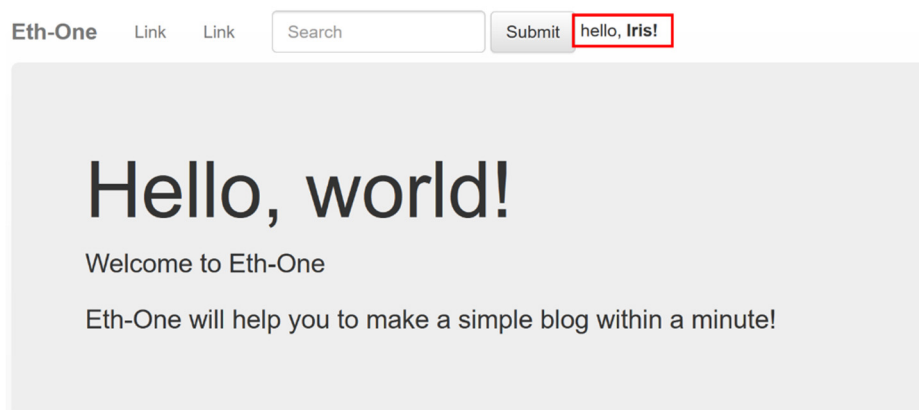 Eth-One Link Link Search Submit hello, Iris!
Hello, world!
Welcome to Eth-One
Eth-One will help you to make a simple blog within a minute!